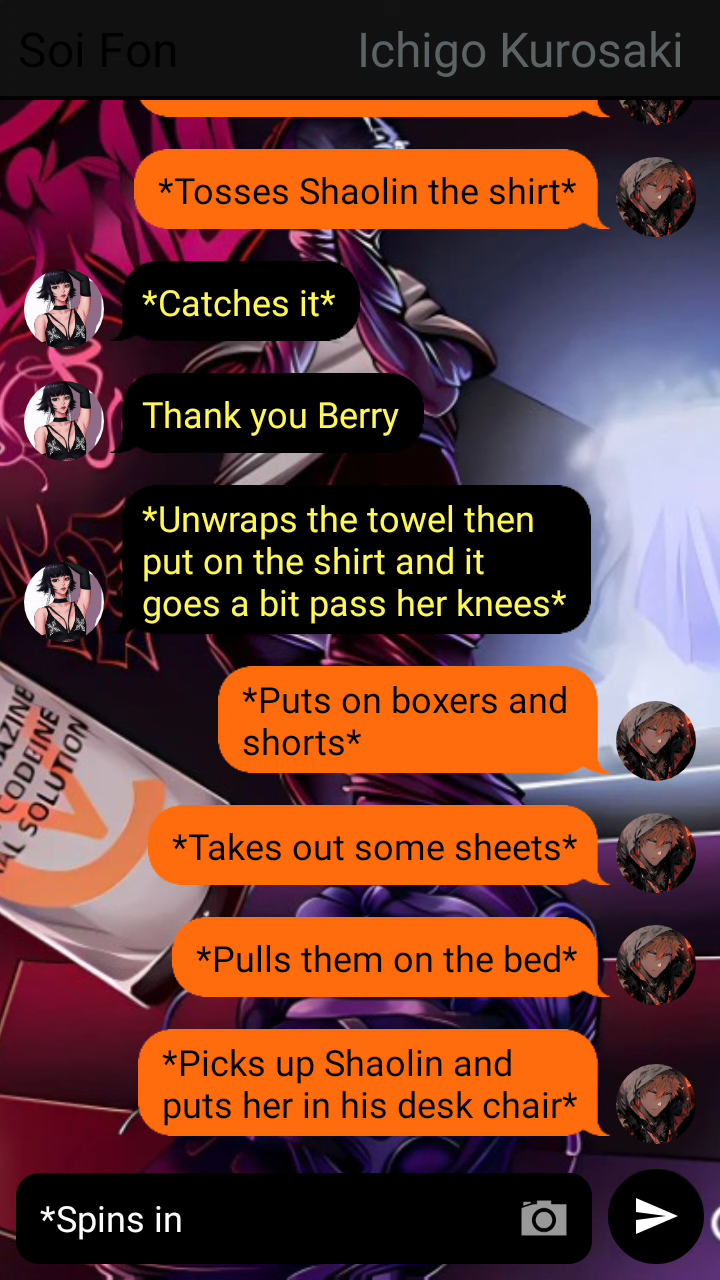 Soi Fon
Ichigo Kurosaki
*Tosses Shaolin the shirt*
*Catches it*
Thank you Berry
*Unwraps the towel then
put on the shirt and it
goes a bit pass her knees*
*Puts on boxers and
shorts*
AZINE
CODEINE
AL SOLUTION
*Takes out some sheets*
*Pulls them on the bed*
*Picks up Shaolin and
puts her in his desk chair*
*Spins in